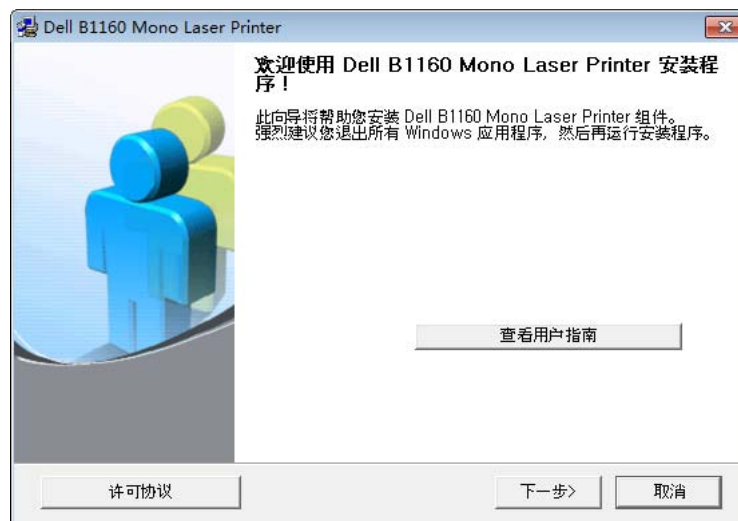 Dell B1160 Mono Laser Printer
欢迎使用 Dell B1160 Mono Laser Printer 安装程
序！
此向导将帮助您安装 Dell B1160 Mono Laser Printer 组件。
强烈建议您退出所有 Windows 应用程序，然后再运行安装程序。
查看用户指南
许可协议
下一步>
取消